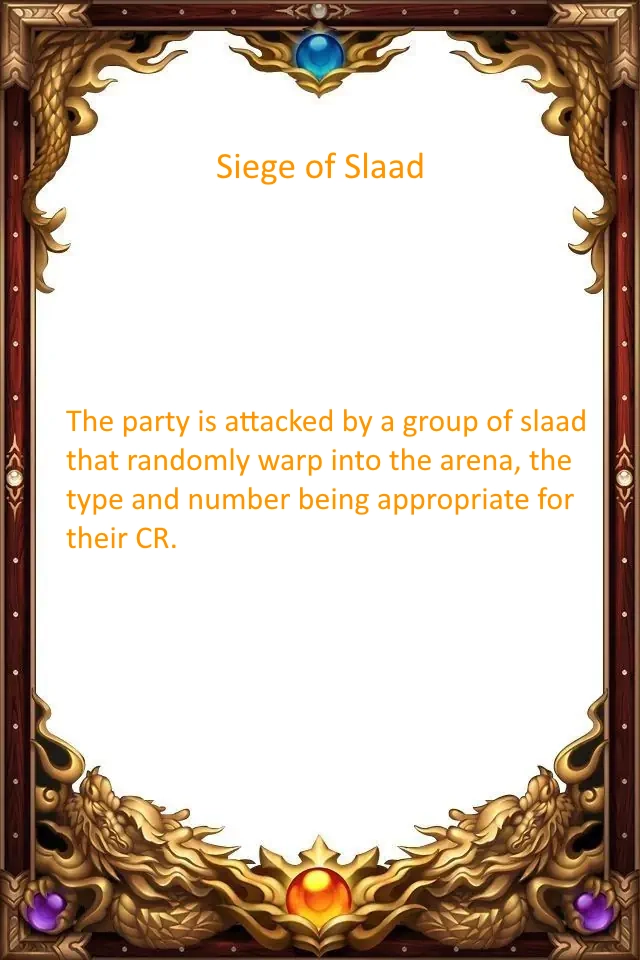 Siege of Slaad
The party is attacked by a group of slaad
that randomly warp into the arena, the
type and number being appropriate for
their CR.